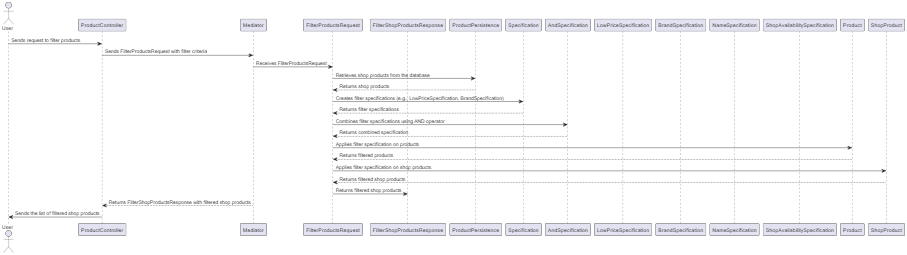 User
ProductController
Mediator
FilterProductsRequest
FilterShopProductsResponse
ProductPersistence
Specification
AndSpecification
LowPriceSpecification
BrandSpecification
NameSpecification
ShopAvailabilitySpecification
Product
ShopProduct
Sends request to filter products
Sends FilterProductsRequest with filter criteria
Receives FilterProductsRequest
Retrieves shop products from the database
Returns shop products
Creates filter specifications (e.g., LowPriceSpecification, BrandSpecification)
Returns filter specifications
Combines filter specifications using AND operator
Returns combined specification
Applies filter specification on products
Returns filtered products
Applies filter specification on shop products
Returns filtered shop products
Returns filtered shop products
Returns FilterShopProductsResponse with filtered shop products
Sends the list of filtered shop products
User
ProductController
Mediator
FilterProductsRequest
FilterShopProductsResponse
ProductPersistence
Specification
AndSpecification
LowPriceSpecification
BrandSpecification
NameSpecification
ShopAvailabilitySpecification
Product
ShopProduct